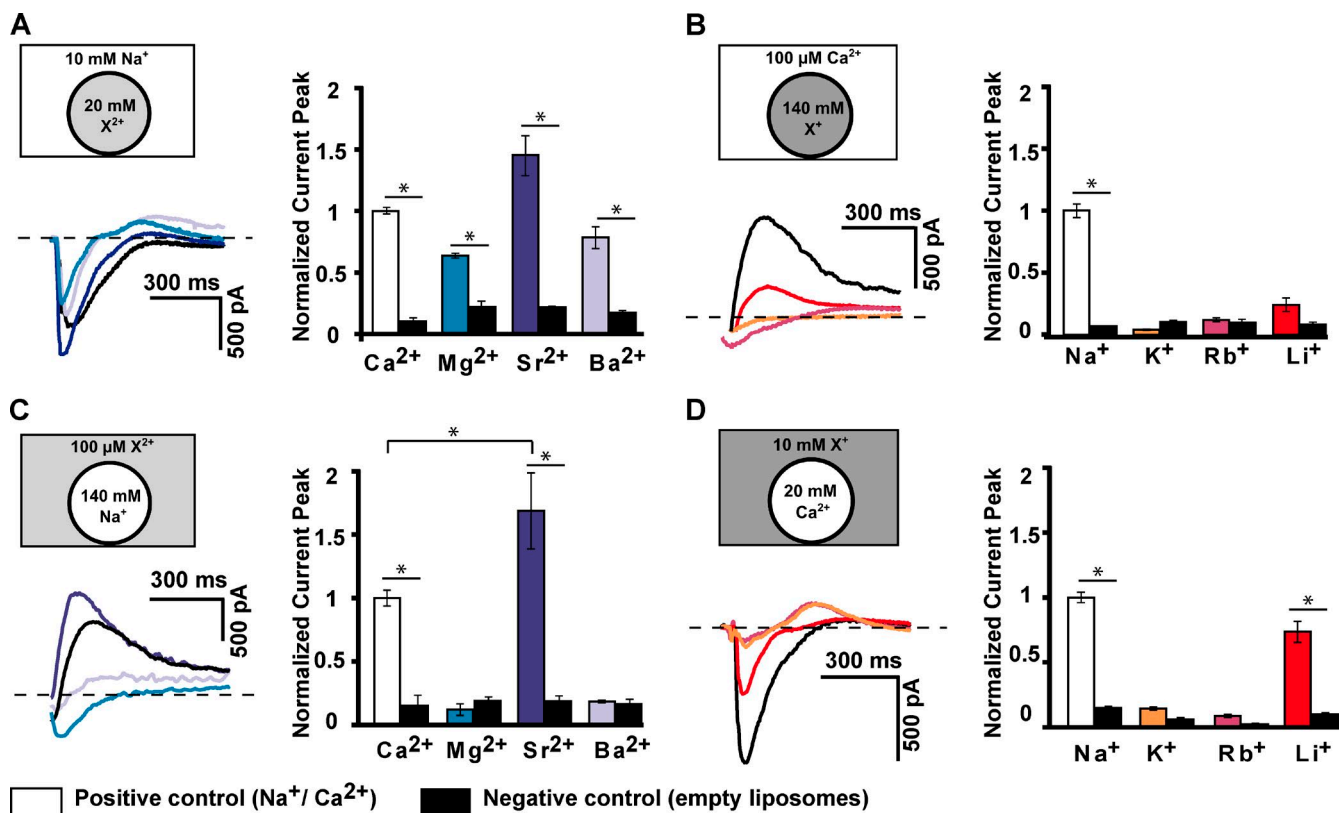 A
10 mM Na⁺
20 mM
X²⁺
300 ms
500 pA
Normalized Current Peak
2
1.5
1
0.5
0
*
*
*
*
Ca²⁺
Mg²⁺
Sr²⁺
Ba²⁺
B
100 µM Ca²⁺
140 mM
X⁺
300 ms
500 pA
Normalized Current Peak
2
1.5
1
0.5
0
*
Na⁺
K⁺
Rb⁺
Li⁺
C
100 µM X²⁺
140 mM
Na⁺
300 ms
500 pA
Normalized Current Peak
2
1.5
1
0.5
0
*
*
*
Ca²⁺
Mg²⁺
Sr²⁺
Ba²⁺
D
10 mM X⁺
20 mM
Ca²⁺
300 ms
500 pA
Normalized Current Peak
2
1.5
1
0.5
0
*
*
Na⁺
K⁺
Rb⁺
Li⁺
Positive control (Na⁺/ Ca²⁺)
Negative control (empty liposomes)